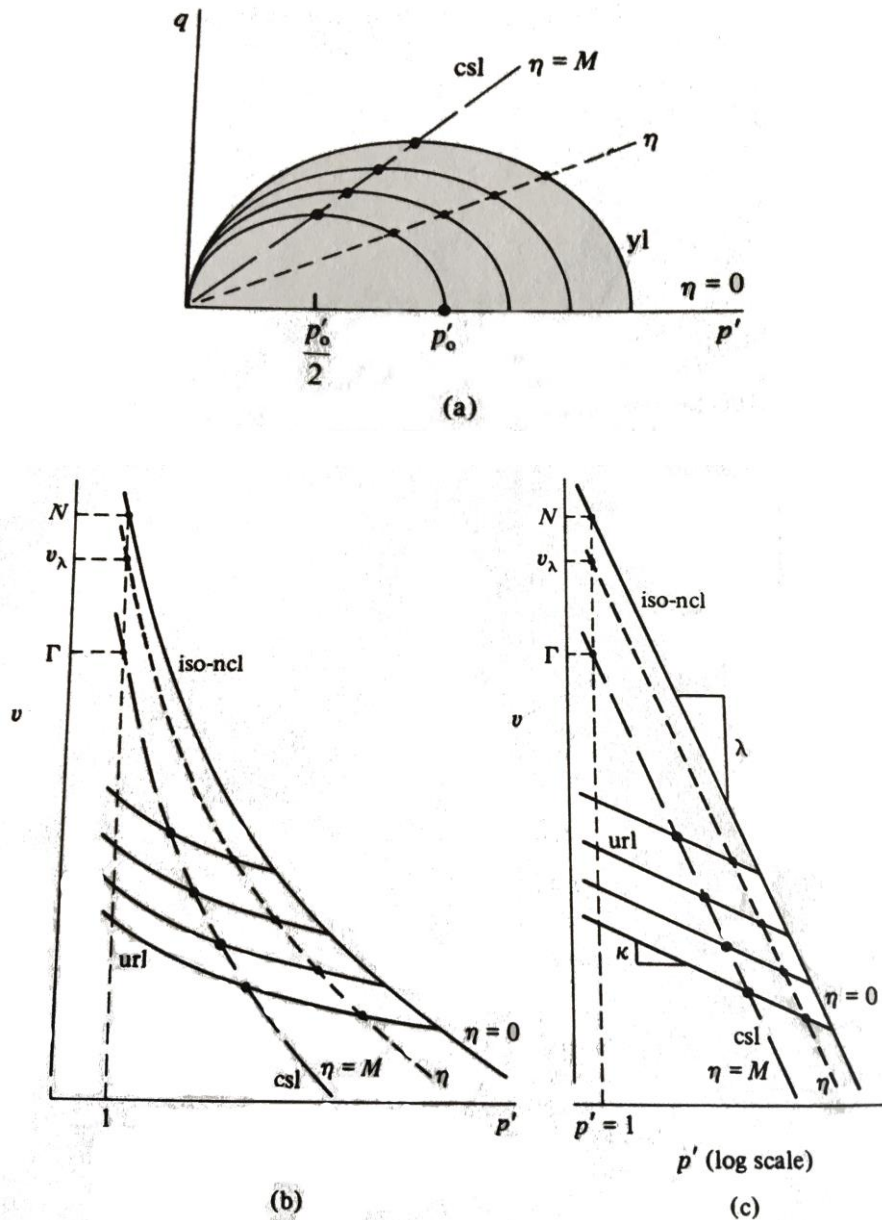 q
csl η = M
η
yl
η = 0
p′o/2 p′o p′
(a)
N
vλ
Γ
v
iso-ncl
url
csl η = M η
η = 0
1 p′
(b)
N
vλ
Γ
v
iso-ncl
λ
url
κ
η = 0
csl
η = M η
p′ = 1
p′ (log scale)
(c)